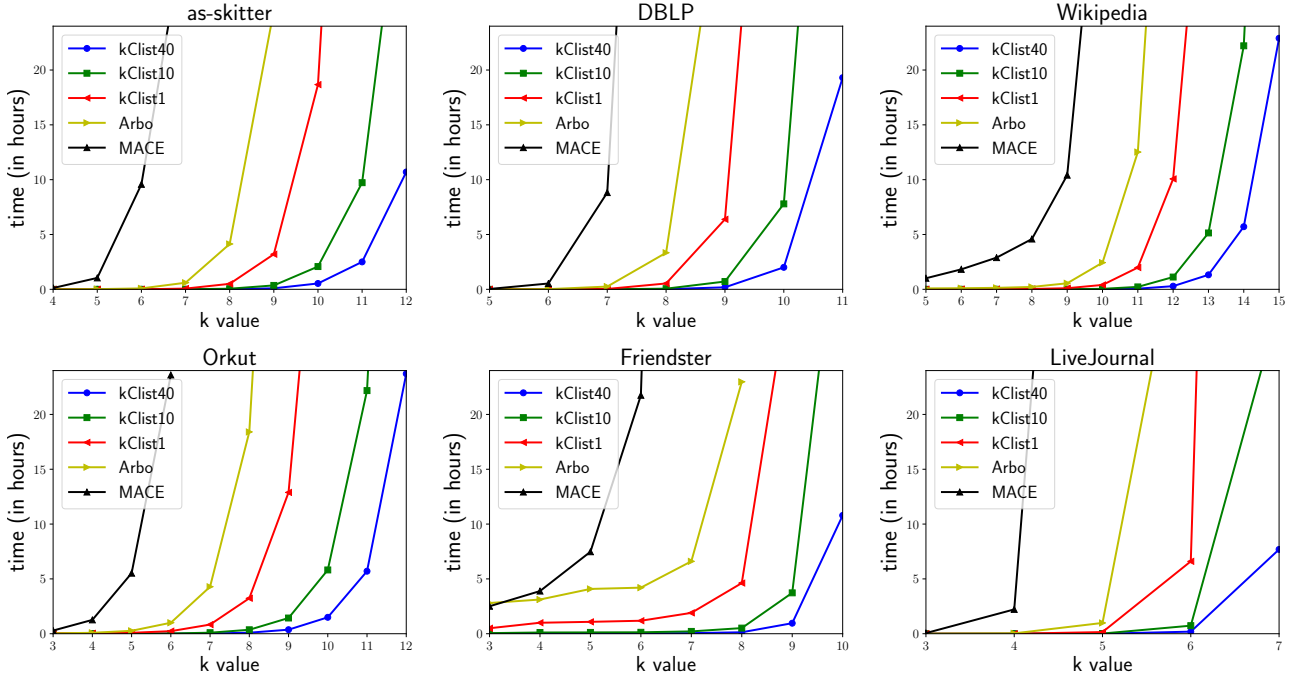 as-skitter
time (in hours)
20
15
10
5
0
kClist40
kClist10
kClist1
Arbo
MACE
4 5 6 7 8 9 10 11 12
k value
DBLP
time (in hours)
20
15
10
5
0
kClist40
kClist10
kClist1
Arbo
MACE
5 6 7 8 9 10 11
k value
Wikipedia
time (in hours)
20
15
10
5
0
kClist40
kClist10
kClist1
Arbo
MACE
5 6 7 8 9 10 11 12 13 14 15
k value
Orkut
time (in hours)
20
15
10
5
0
kClist40
kClist10
kClist1
Arbo
MACE
3 4 5 6 7 8 9 10 11 12
k value
Friendster
time (in hours)
20
15
10
5
0
kClist40
kClist10
kClist1
Arbo
MACE
3 4 5 6 7 8 9 10
k value
LiveJournal
time (in hours)
20
15
10
5
0
kClist40
kClist10
kClist1
Arbo
MACE
3 4 5 6 7
k value